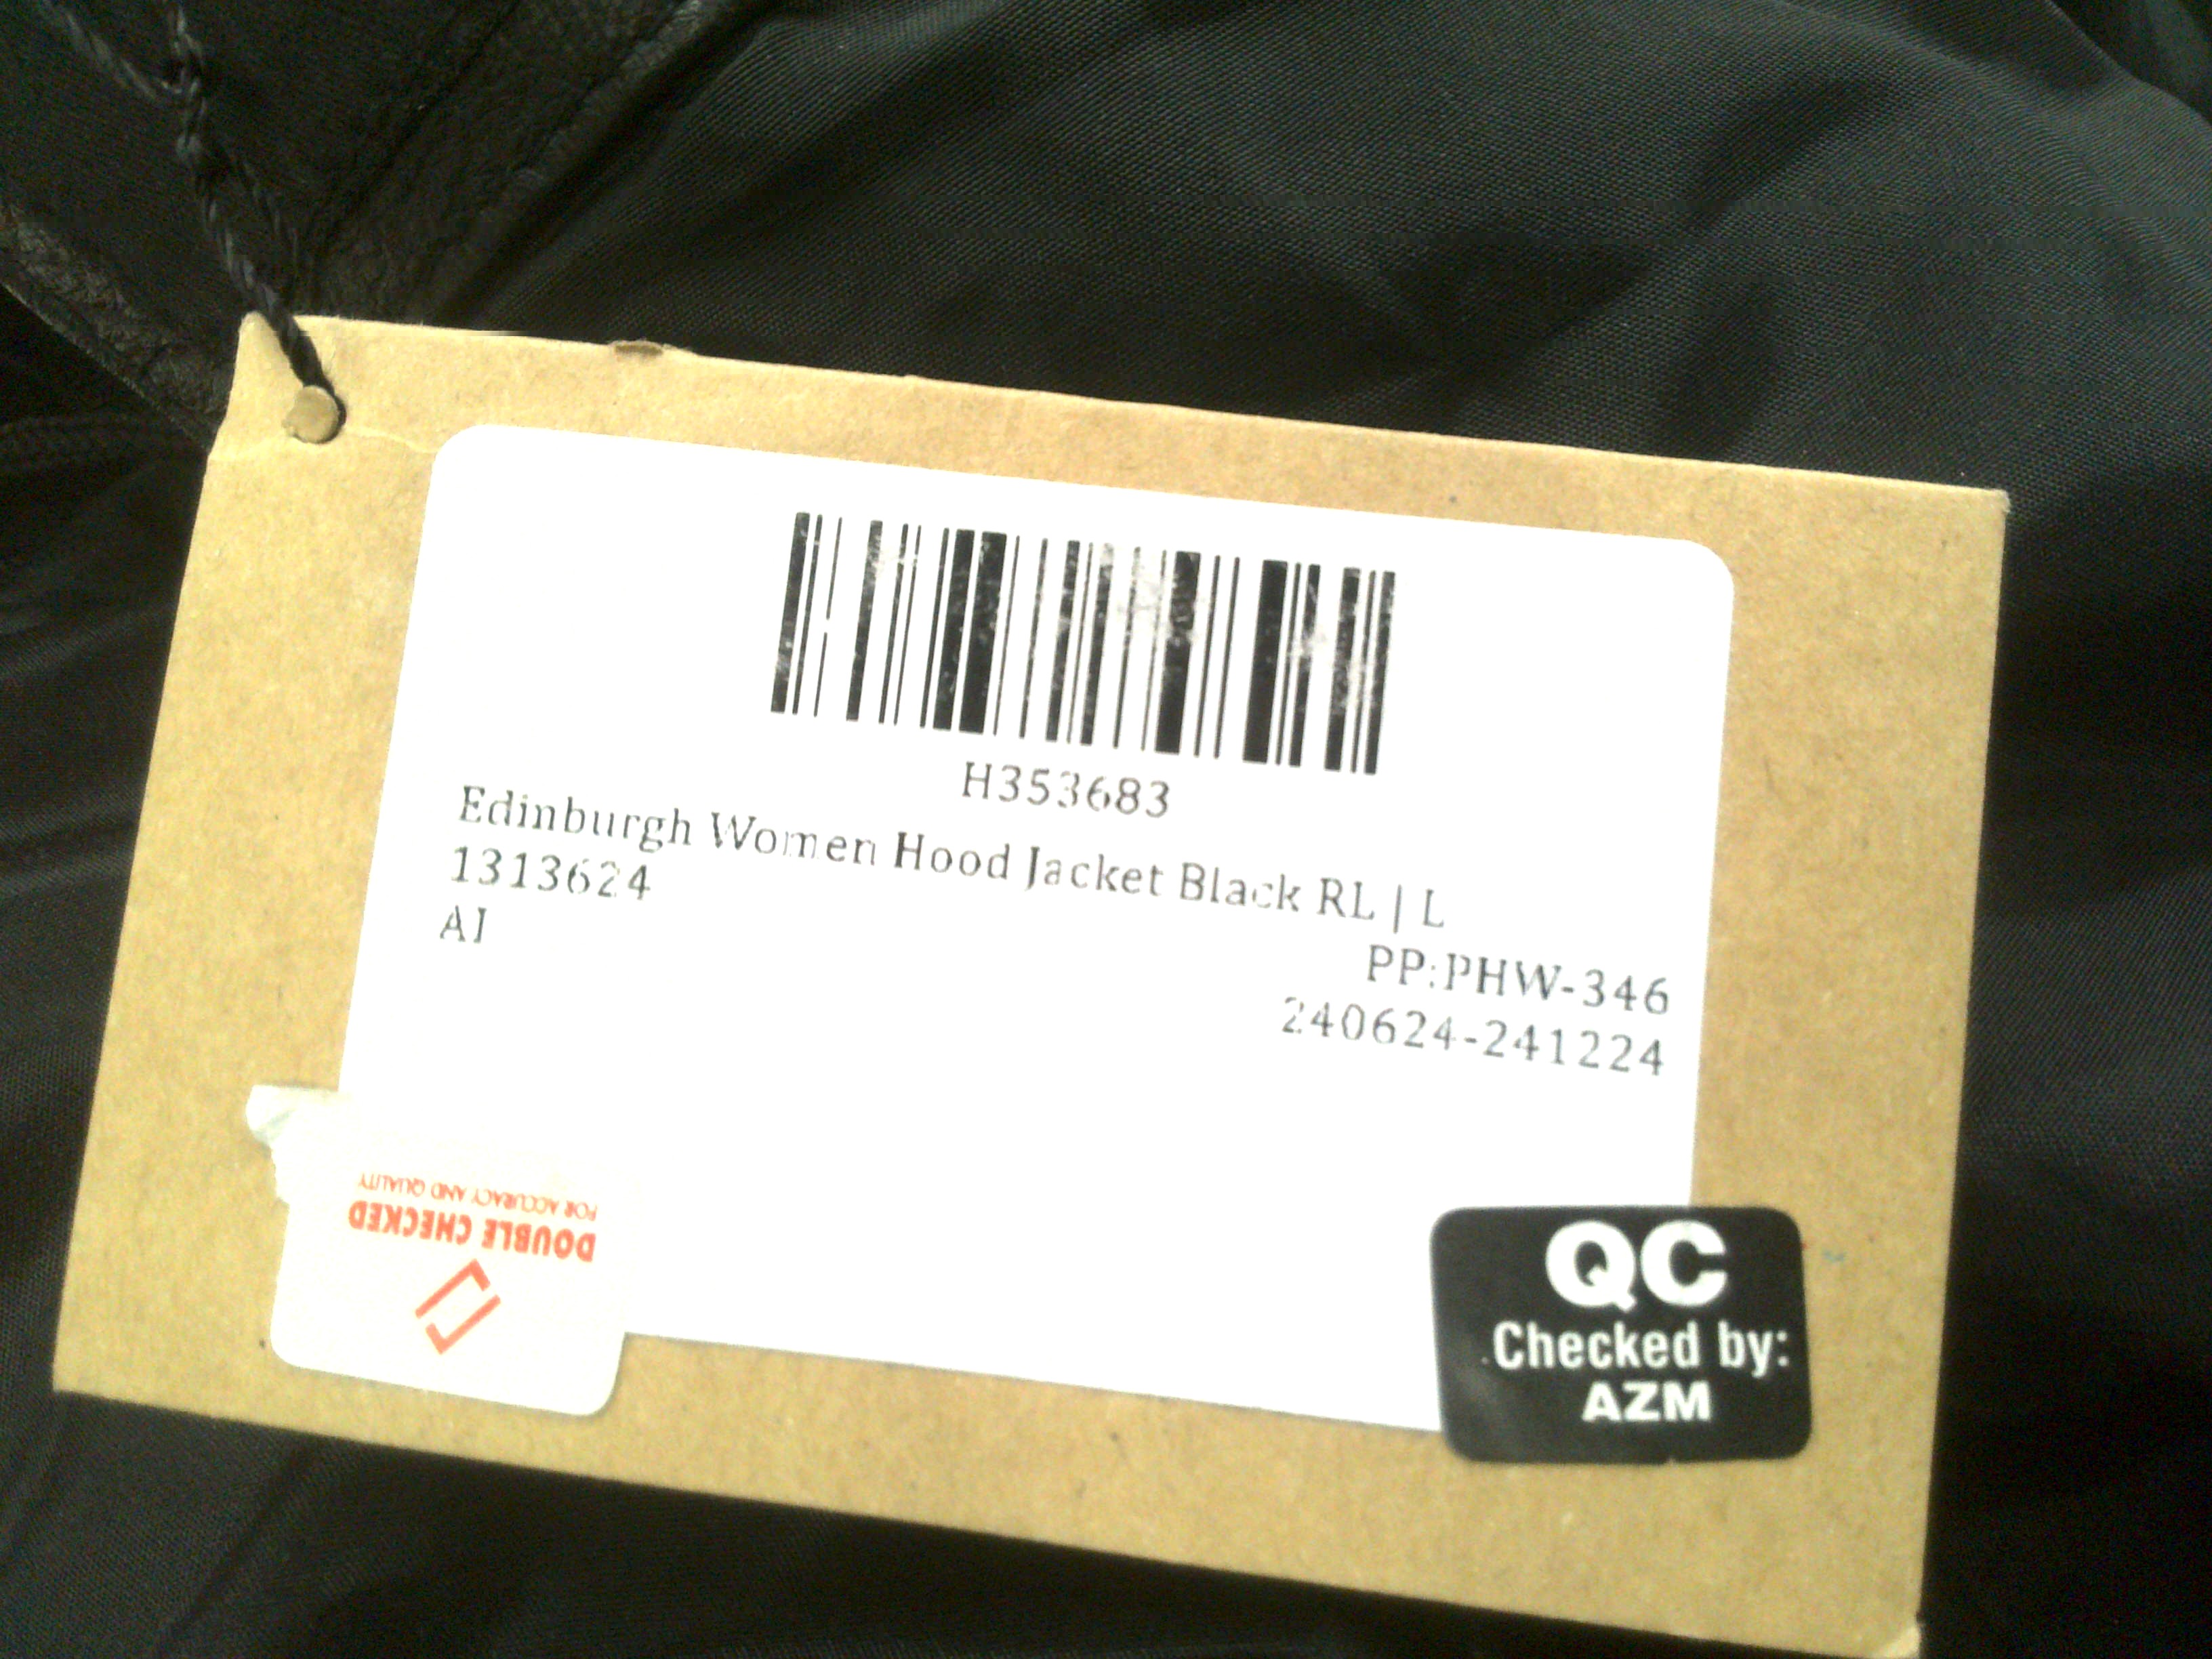 H353683
Edinburgh Women Hood Jacket Black RL | L
1313624
AI
PP:PHW-346
240624-241224
DOUBLE CHECKED
FOR ACCURACY AND QUALITY
QC
Checked by:
AZM